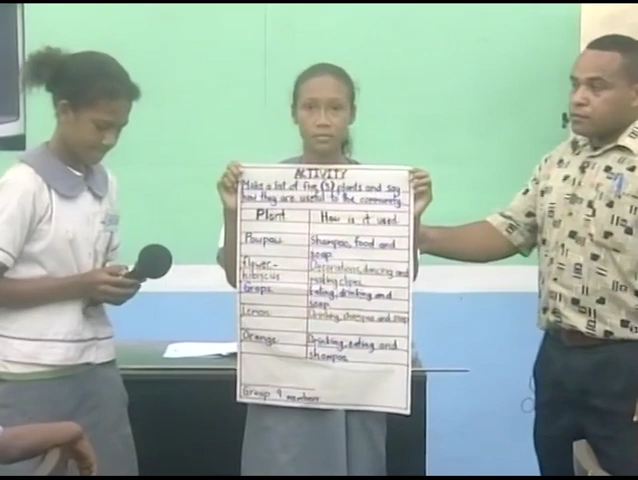 ACTIVITY
Make a list of five (5) plants and say
how they are useful to the community
Plant How is it used
Pawpaw Shampoo, food and
soap
flower- Decorations, dancing and
hibiscus
Graps Eating, drinking and
soap
Lemon Drinking, shampoo and soap
Orange Drinking, eating and
shampoo
Group 9 members